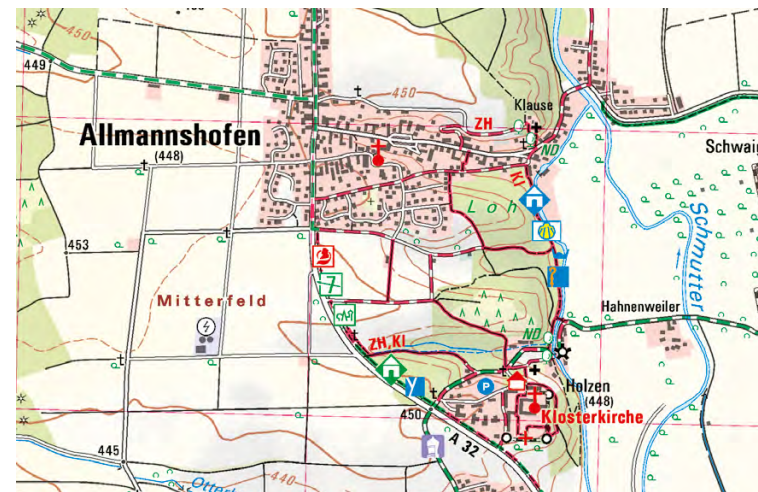 450
449
450
Klause
ZH
Allmannshofen
(448)
ND
Schwaig
KI
Loh
Schmutter
453
Mitterfeld
Hahnenweiler
ND
ZH, KI
P
Holzen
(448)
450
Klosterkirche
A 32
445
440